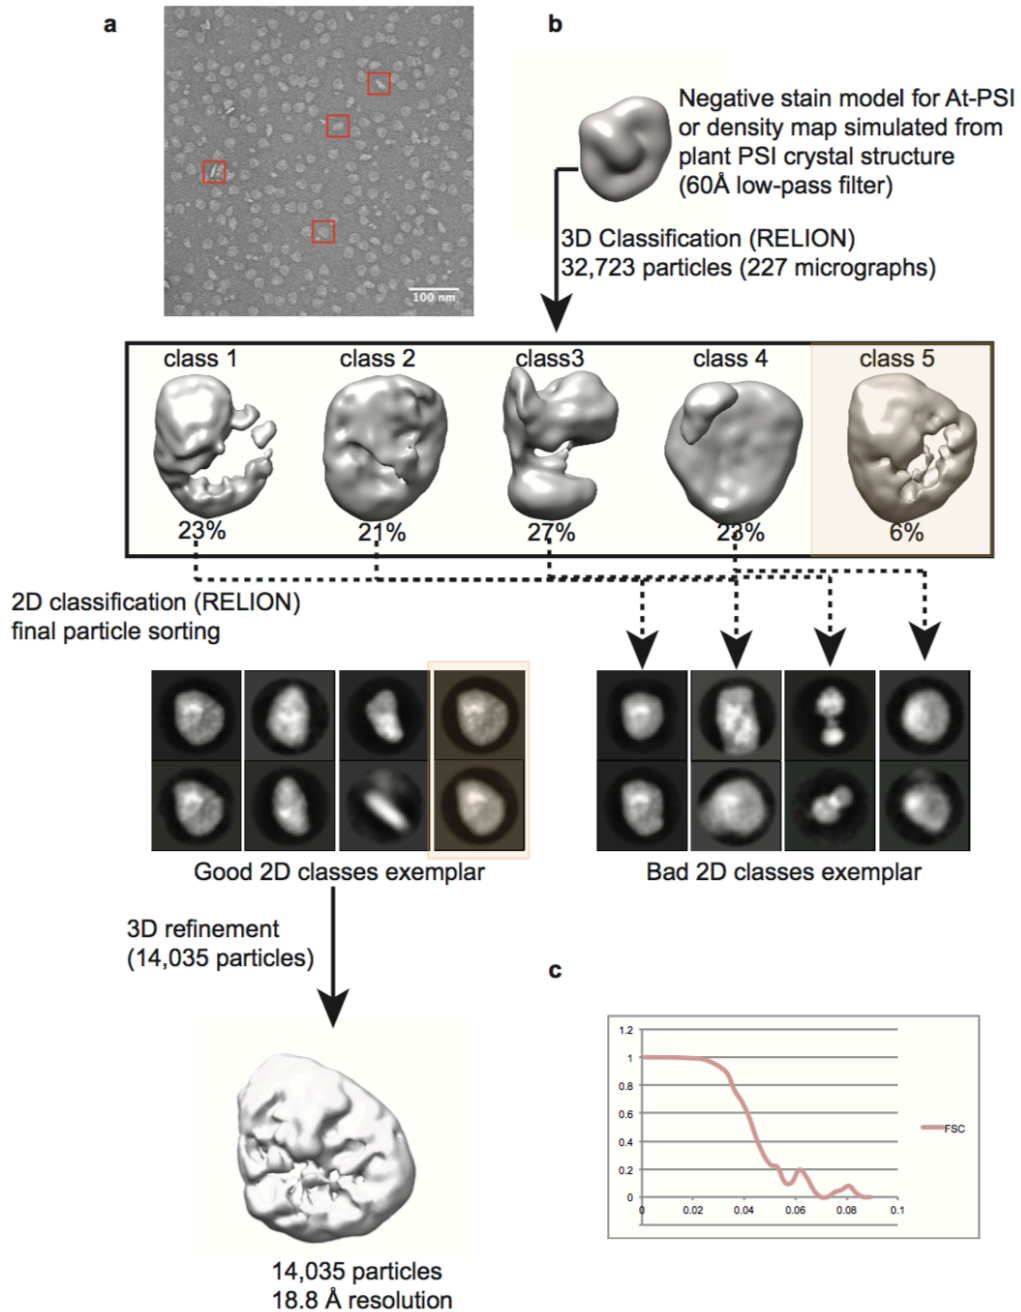 a
100 nm
b
Negative stain model for At-PSI
or density map simulated from
plant PSI crystal structure
(60Å low-pass filter)
3D Classification (RELION)
32,723 particles (227 micrographs)
class 1
class 2
class3
class 4
class 5
23%
21%
27%
23%
6%
2D classification (RELION)
final particle sorting
Good 2D classes exemplar
Bad 2D classes exemplar
3D refinement
(14,035 particles)
14,035 particles
18.8 Å resolution
c
1.2
1
0.8
0.6
0.4
0.2
0
0
0.02
0.04
0.06
0.08
0.1
FSC